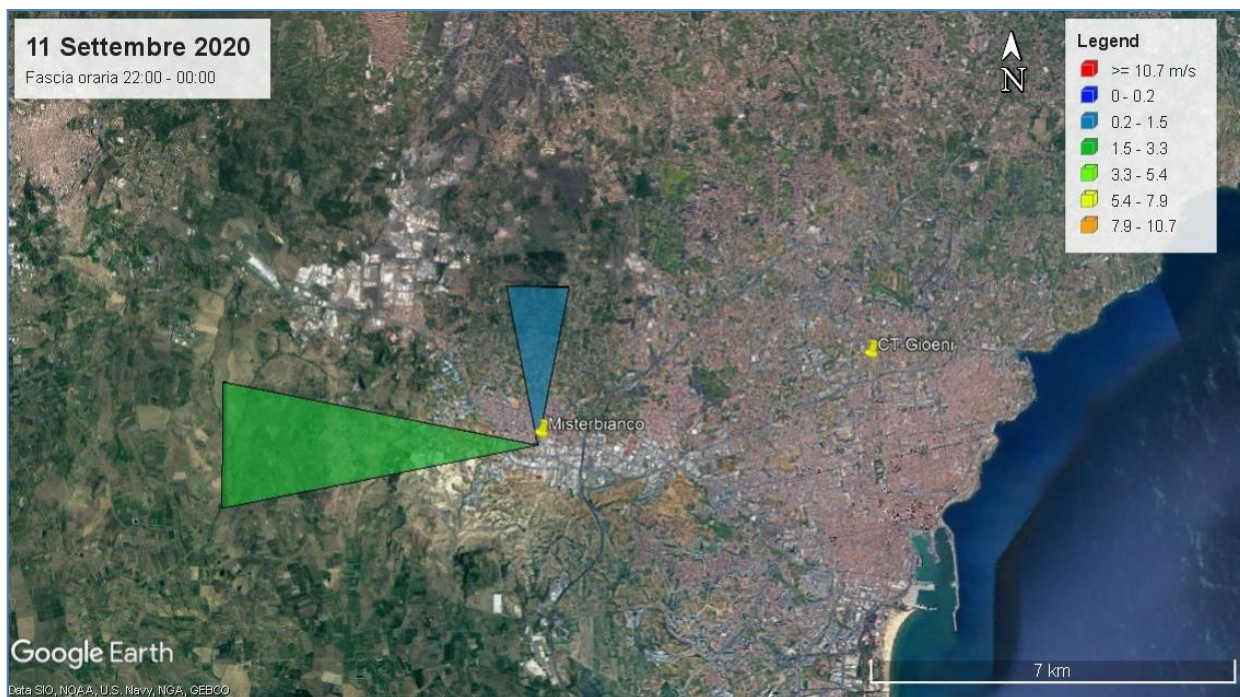 11 Settembre 2020
Fascia oraria 22:00 - 00:00
N
Legend
>= 10.7 m/s
0 - 0.2
0.2 - 1.5
1.5 - 3.3
3.3 - 5.4
5.4 - 7.9
7.9 - 10.7
CT-Gioeni
Misterbianco
Google Earth
7 km
Data SIO, NOAA, U.S. Navy, NGA, GEBCO